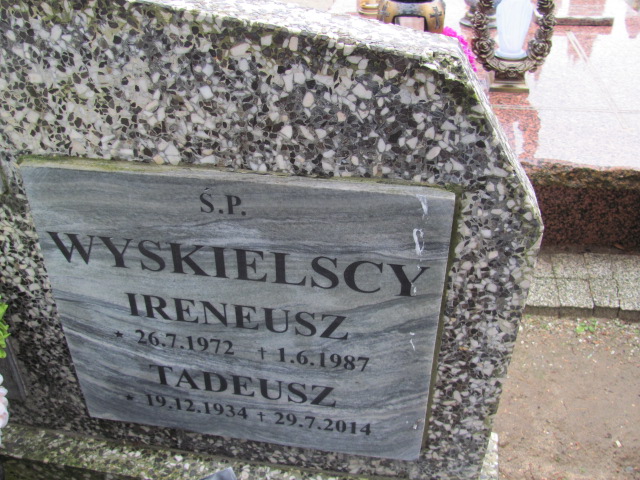 Ś.P.
WYSKIELSCY
IRENEUSZ
* 26.7.1972 † 1.6.1987
TADEUSZ
* 19.12.1934 † 29.7.2014